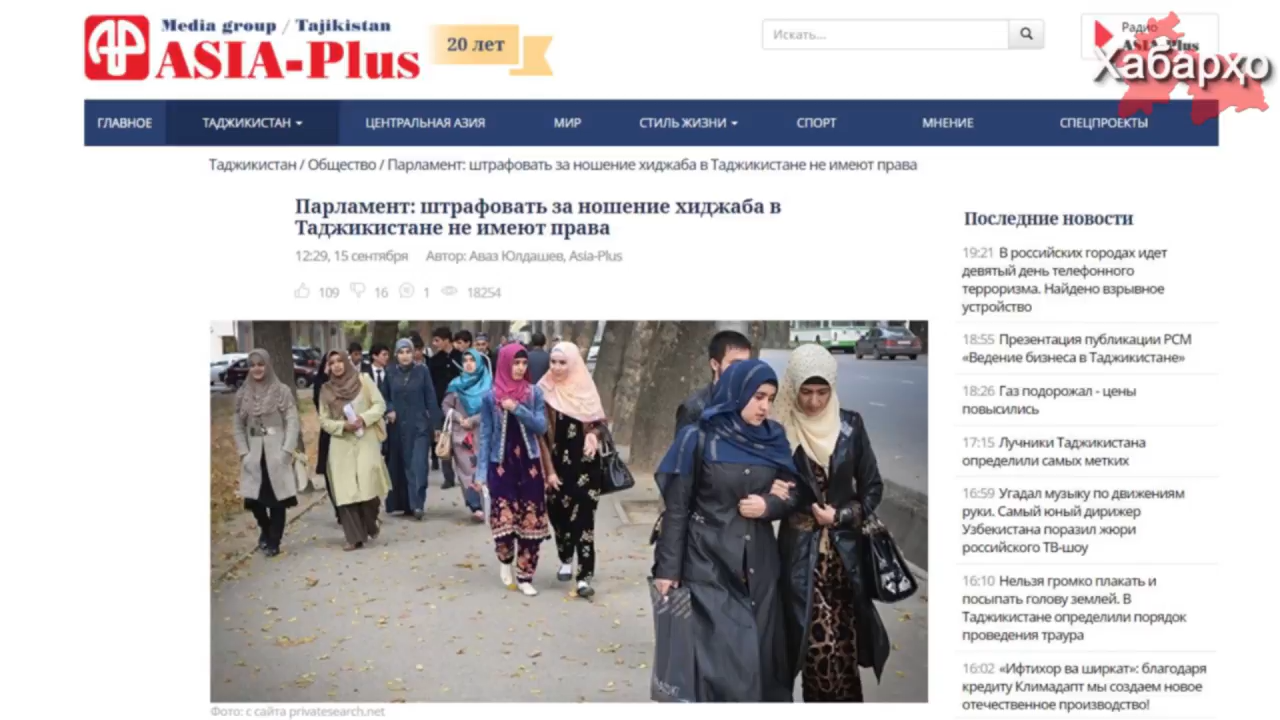 Media group / Tajikistan
ASIA-Plus
20 лет
Искать...
Радио
ASIA-Plus
Хабарҳо
ГЛАВНОЕ ТАДЖИКИСТАН ЦЕНТРАЛЬНАЯ АЗИЯ МИР СТИЛЬ ЖИЗНИ СПОРТ МНЕНИЕ СПЕЦПРОЕКТЫ
Таджикистан / Общество / Парламент: штрафовать за ношение хиджаба в Таджикистане не имеют права
Парламент: штрафовать за ношение хиджаба в
Таджикистане не имеют права
12:29, 15 сентября Автор: Аваз Юлдашев, Asia-Plus
109 16 1 18254
Фото: с сайта privatesearch.net
Последние новости
19:21 В российских городах идет
девятый день телефонного
терроризма. Найдено взрывное
устройство
18:55 Презентация публикации РСМ
«Ведение бизнеса в Таджикистане»
18:26 Газ подорожал - цены
повысились
17:15 Лучники Таджикистана
определили самых метких
16:59 Угадал музыку по движениям
руки. Самый юный дирижер
Узбекистана поразил жюри
российского ТВ-шоу
16:10 Нельзя громко плакать и
посыпать голову землей. В
Таджикистане определили порядок
проведения траура
16:02 «Ифтихор ва ширкат»: благодаря
кредиту Климадапт мы создаем новое
отечественное производство!